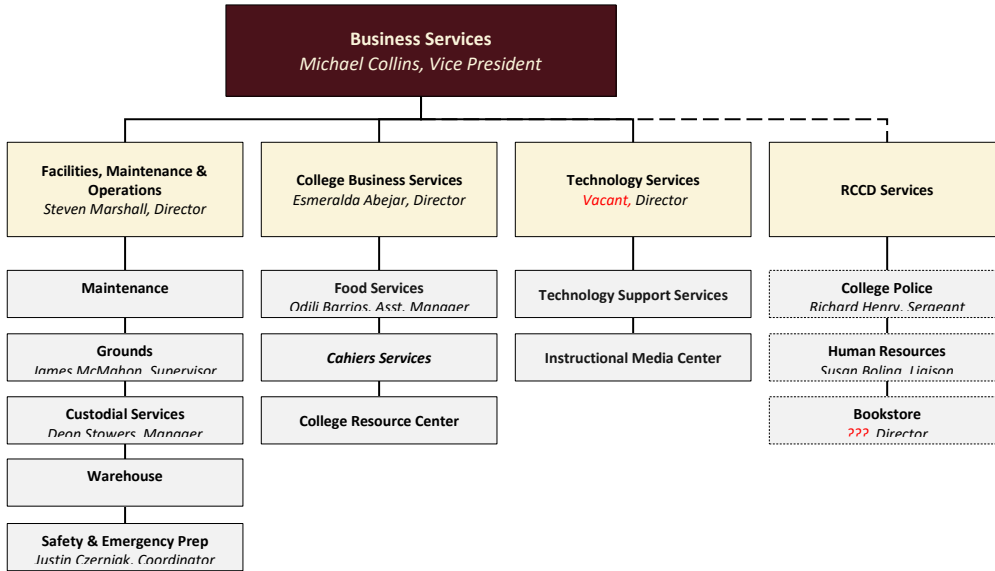 Business Services
Michael Collins, Vice President
Facilities, Maintenance &
Operations
Steven Marshall, Director
College Business Services
Esmeralda Abejar, Director
Technology Services
Vacant, Director
RCCD Services
Maintenance
Grounds
James McMahon, Supervisor
Custodial Services
Deon Stowers, Manager
Warehouse
Safety & Emergency Prep
Justin Czerniak, Coordinator
Food Services
Odili Barrios, Asst. Manager
Cahiers Services
College Resource Center
Technology Support Services
Instructional Media Center
College Police
Richard Henry, Sergeant
Human Resources
Susan Boling, Liaison
Bookstore
???, Director